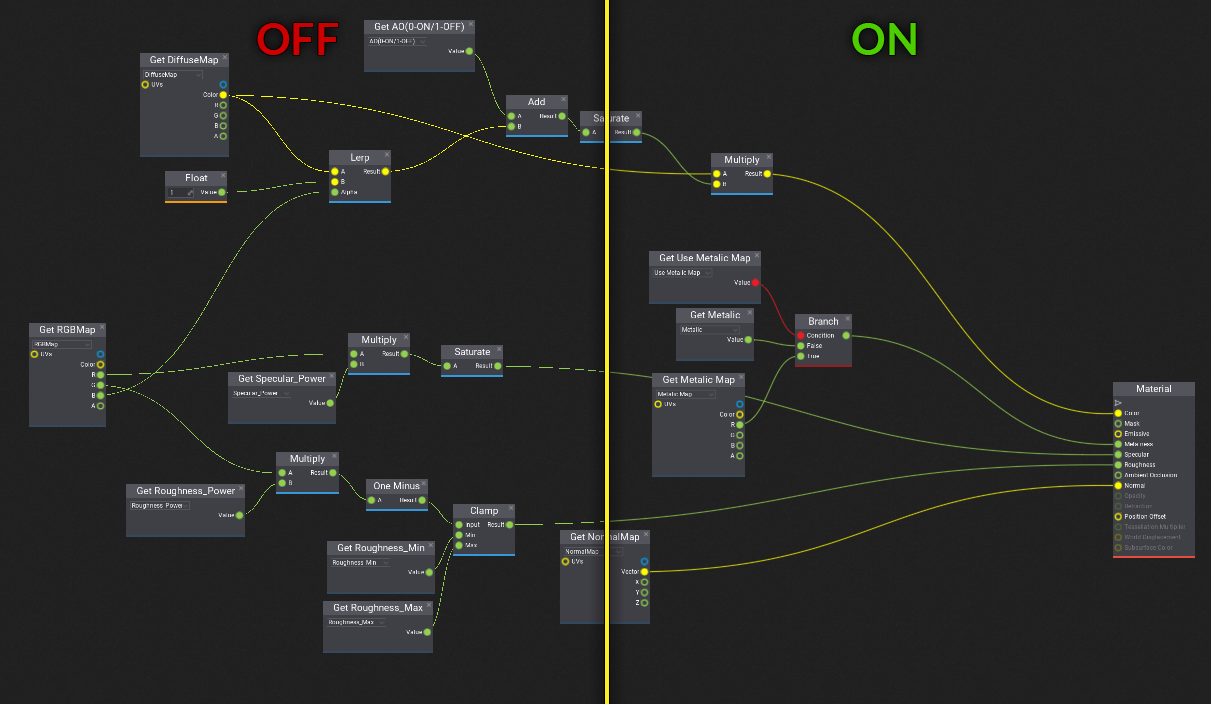 OFF
ON
Get AO(0-ON/1-OFF)
AO(0-ON/1-OFF)
Value
Get DiffuseMap
DiffuseMap
UVs
Color
R
G
B
A
Add
A
Result
B
Saturate
A
Result
Lerp
A
Result
B
Alpha
Float
1
Value
Multiply
A
Result
B
Get Use Metalic Map
Use Metalic Map
Value
Get Metalic
Metalic
Value
Branch
Condition
False
True
Get RGBMap
RGBMap
UVs
Color
R
G
B
A
Multiply
A
Result
B
Saturate
A
Result
Get Specular_Power
Specular_Power
Value
Get Metalic Map
Metalic Map
UVs
Color
R
G
B
A
Material
Color
Mask
Emissive
Metalness
Specular
Roughness
Ambient Occlusion
Normal
Opacity
Refraction
Position Offset
Tessellation Multiplier
World Displacement
Subsurface Color
Multiply
A
Result
B
Get Roughness_Power
Roughness_Power
Value
One Minus
A
Result
Clamp
Input
Result
Min
Max
Get Roughness_Min
Roughness_Min
Value
Get Roughness_Max
Roughness_Max
Value
Get NormalMap
NormalMap
UVs
Vector
X
Y
Z